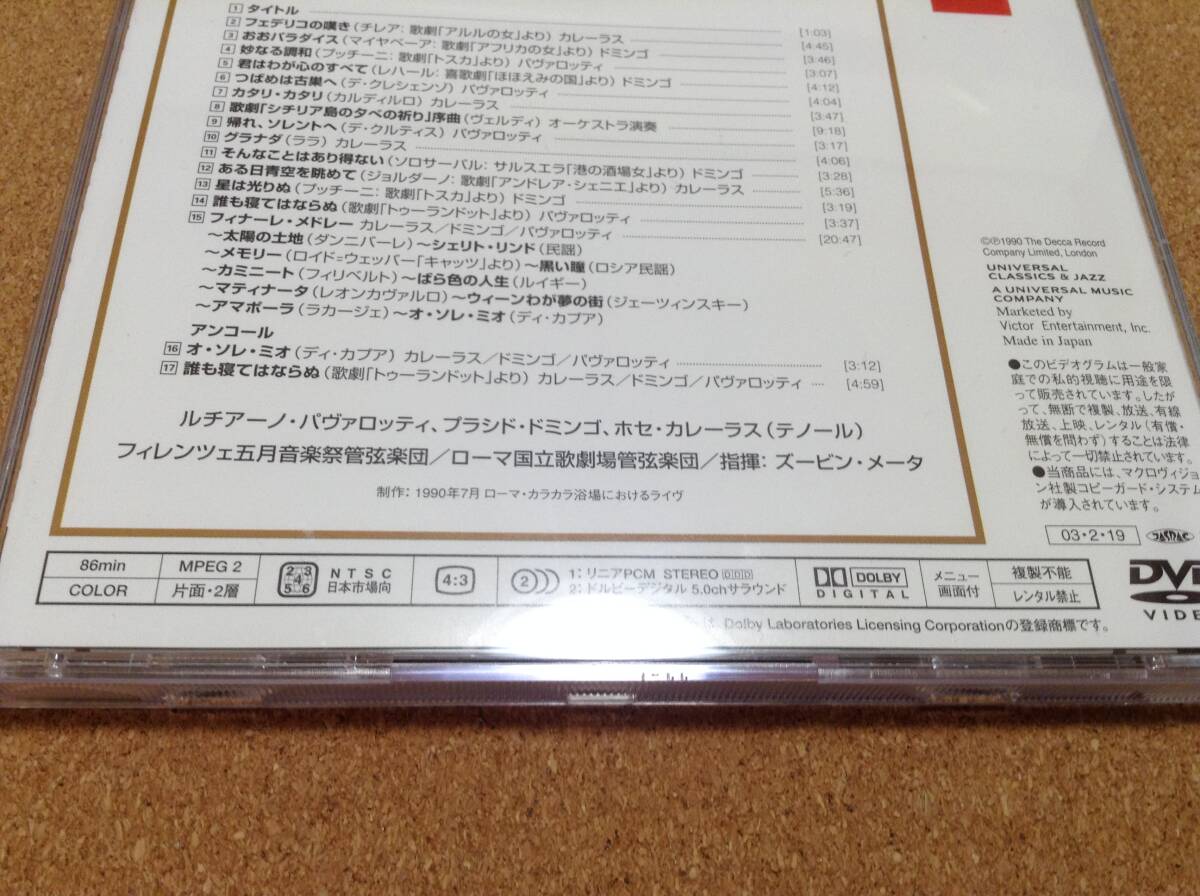 1 タイトル [1:03]
2 フェデリコの嘆き(チレア: 歌劇「アルルの女」より) カレーラス [4:45]
3 おおパラダイス(マイヤベーア: 歌劇「アフリカの女」より) ドミンゴ [3:46]
4 妙なる調和(プッチーニ: 歌劇「トスカ」より) パヴァロッティ [3:07]
5 君はわが心のすべて(レハール: 喜歌劇「ほほえみの国」より) ドミンゴ [4:12]
6 つばめは古巣へ(デ・クレシェンゾ) パヴァロッティ [4:04]
7 カタリ・カタリ(カルディルロ) カレーラス [3:47]
8 歌劇「シチリア島の夕べの祈り」序曲(ヴェルディ) オーケストラ演奏 [9:18]
9 帰れ、ソレントへ(デ・クルティス) パヴァロッティ [3:17]
10 グラナダ(ララ) カレーラス [4:06]
11 そんなことはあり得ない(ソロサーバル: サルスエラ「港の酒場女」より) ドミンゴ [3:28]
12 ある日青空を眺めて(ジョルダーノ: 歌劇「アンドレア・シェニエ」より) カレーラス [5:36]
13 星は光りぬ(プッチーニ: 歌劇「トスカ」より) ドミンゴ [3:19]
14 誰も寝てはならぬ(歌劇「トゥーランドット」より) パヴァロッティ [3:37]
15 フィナーレ・メドレー カレーラス/ドミンゴ/パヴァロッティ [20:47]
〜太陽の土地(ダンニバーレ)〜シェリト・リンド(民謡)
〜メモリー(ロイド=ウェッバー「キャッツ」より)〜黒い瞳(ロシア民謡)
〜カミニート(フィリベルト)〜ばら色の人生(ルイギー)
〜マティナータ(レオンカヴァルロ)〜ウィーンわが夢の街(ジェーツィンスキー)
〜アマポーラ(ラカージェ)〜オ・ソレ・ミオ(ディ・カプア)
アンコール
16 オ・ソレ・ミオ(ディ・カプア) カレーラス/ドミンゴ/パヴァロッティ [3:12]
17 誰も寝てはならぬ(歌劇「トゥーランドット」より) カレーラス/ドミンゴ/パヴァロッティ [4:59]
ルチアーノ・パヴァロッティ、プラシド・ドミンゴ、ホセ・カレーラス(テノール)
フィレンツェ五月音楽祭管弦楽団/ローマ国立歌劇場管弦楽団/指揮: ズービン・メータ
制作: 1990年7月 ローマ・カラカラ浴場におけるライヴ
©℗1990 The Decca Record
Company Limited, London
UNIVERSAL
CLASSICS & JAZZ
A UNIVERSAL MUSIC
COMPANY
Marketed by
Victor Entertainment, Inc.
Made in Japan
●このビデオグラムは一般家
庭での私的視聴に用途を限
って販売されています。したが
って、無断で複製、放送、有線
放送、上映、レンタル(有償・
無償を問わず)することは法律
によって一切禁止されています。
●当商品には、マクロヴィジョ
ン社製コピーガード・システム
が導入されています。
03・2・19 JASRAC
86min
COLOR
MPEG 2
片面・2層
2 3 4 5 6
NTSC
日本市場向
4:3
2
1: リニアPCM STEREO DDD
2: ドルビーデジタル 5.0chサラウンド
DOLBY
DIGITAL
メニュー
画面付
複製不能
レンタル禁止
DVD
VIDEO
Dolby Laboratories Licensing Corporationの登録商標です。